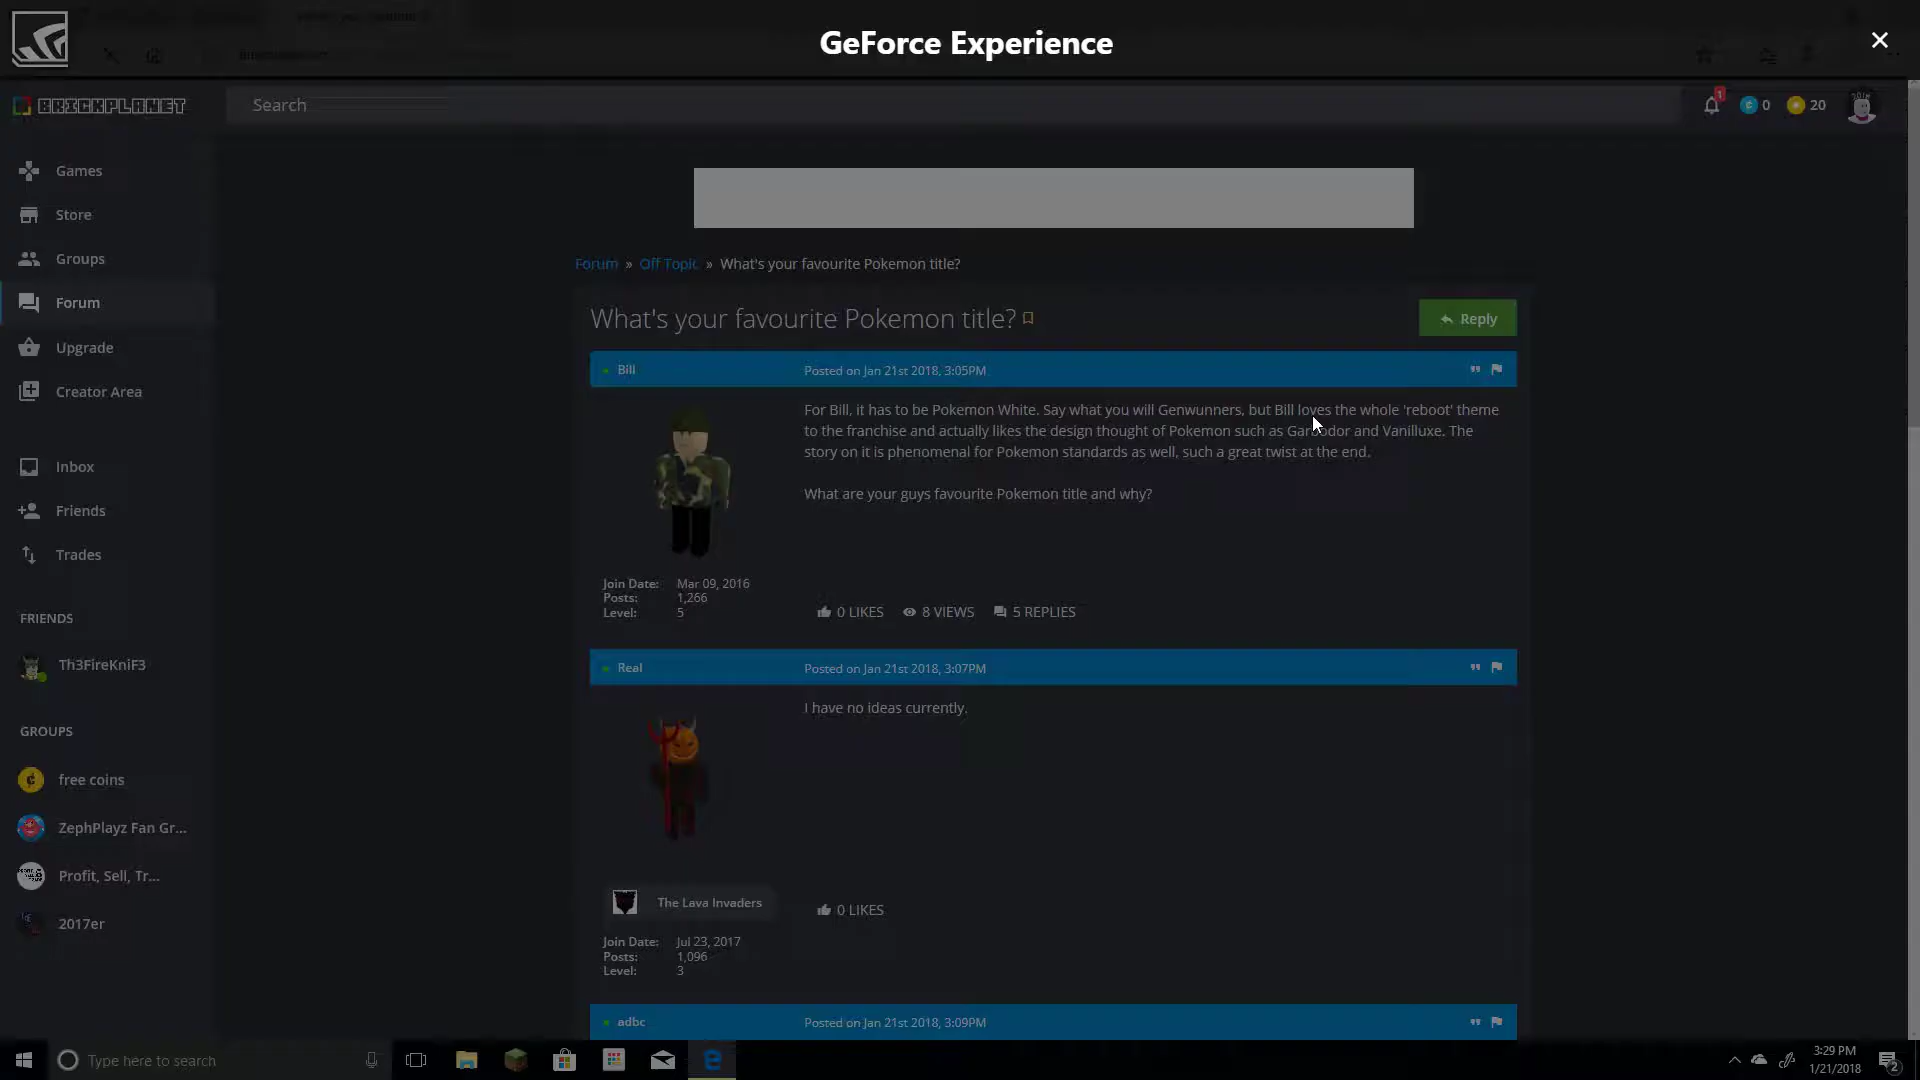 GeForce Experience
BRICKPLANET
Search
1
0
20
Games
Store
Groups
Forum
Upgrade
Creator Area
Inbox
Friends
Trades
FRIENDS
Th3FireKniF3
GROUPS
free coins
ZephPlayz Fan Gr...
Profit, Sell, Tr...
2017er
Forum » Off Topic » What's your favourite Pokemon title?
What's your favourite Pokemon title?
Reply
Bill Posted on Jan 21st 2018, 3:05PM
For Bill, it has to be Pokemon White. Say what you will Genwunners, but Bill loves the whole 'reboot' theme
to the franchise and actually likes the design thought of Pokemon such as Garbodor and Vanilluxe. The
story on it is phenomenal for Pokemon standards as well, such a great twist at the end.
What are your guys favourite Pokemon title and why?
Join Date: Mar 09, 2016
Posts: 1,266
Level: 5
0 LIKES 8 VIEWS 5 REPLIES
Real Posted on Jan 21st 2018, 3:07PM
I have no ideas currently.
The Lava Invaders
0 LIKES
Join Date: Jul 23, 2017
Posts: 1,096
Level: 3
adbc Posted on Jan 21st 2018, 3:09PM
Type here to search
3:29 PM
1/21/2018
2